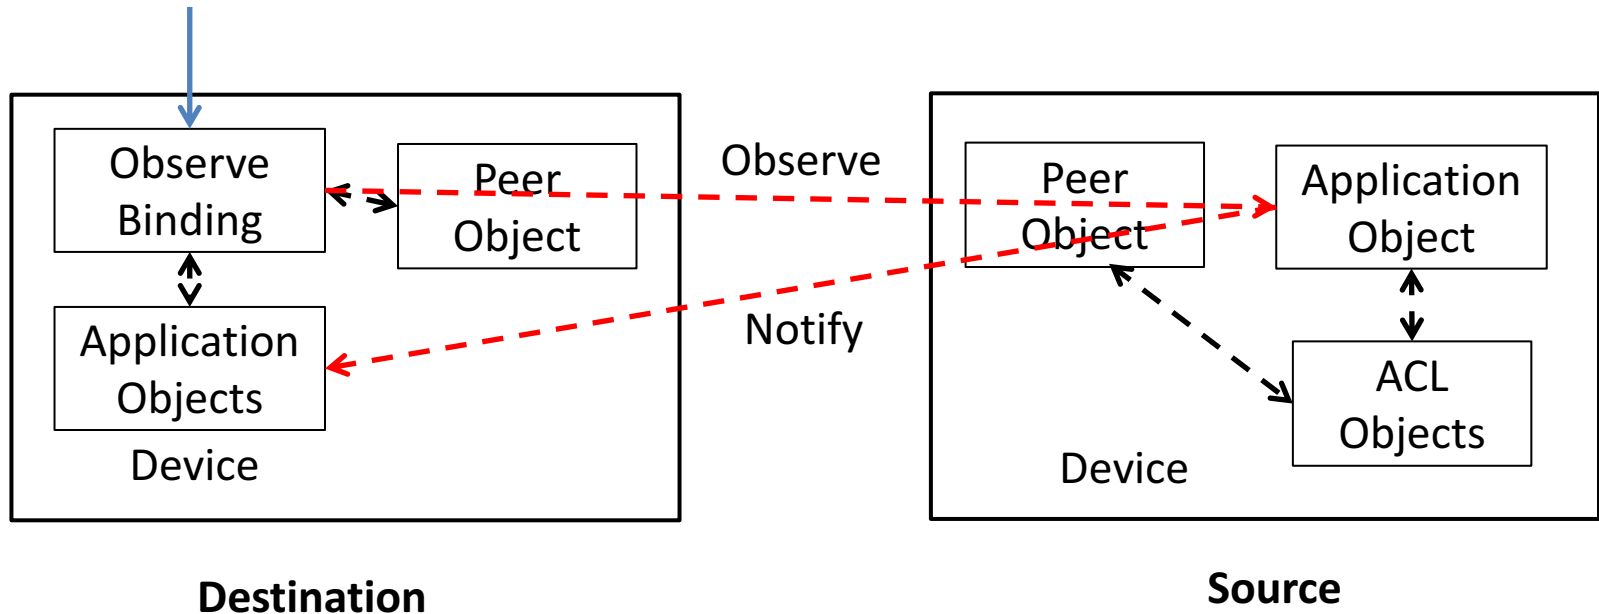 Observe
Binding
Peer
Object
Application
Objects
Device
Observe
Notify
Peer
Object
Application
Object
ACL
Objects
Device
Destination
Source